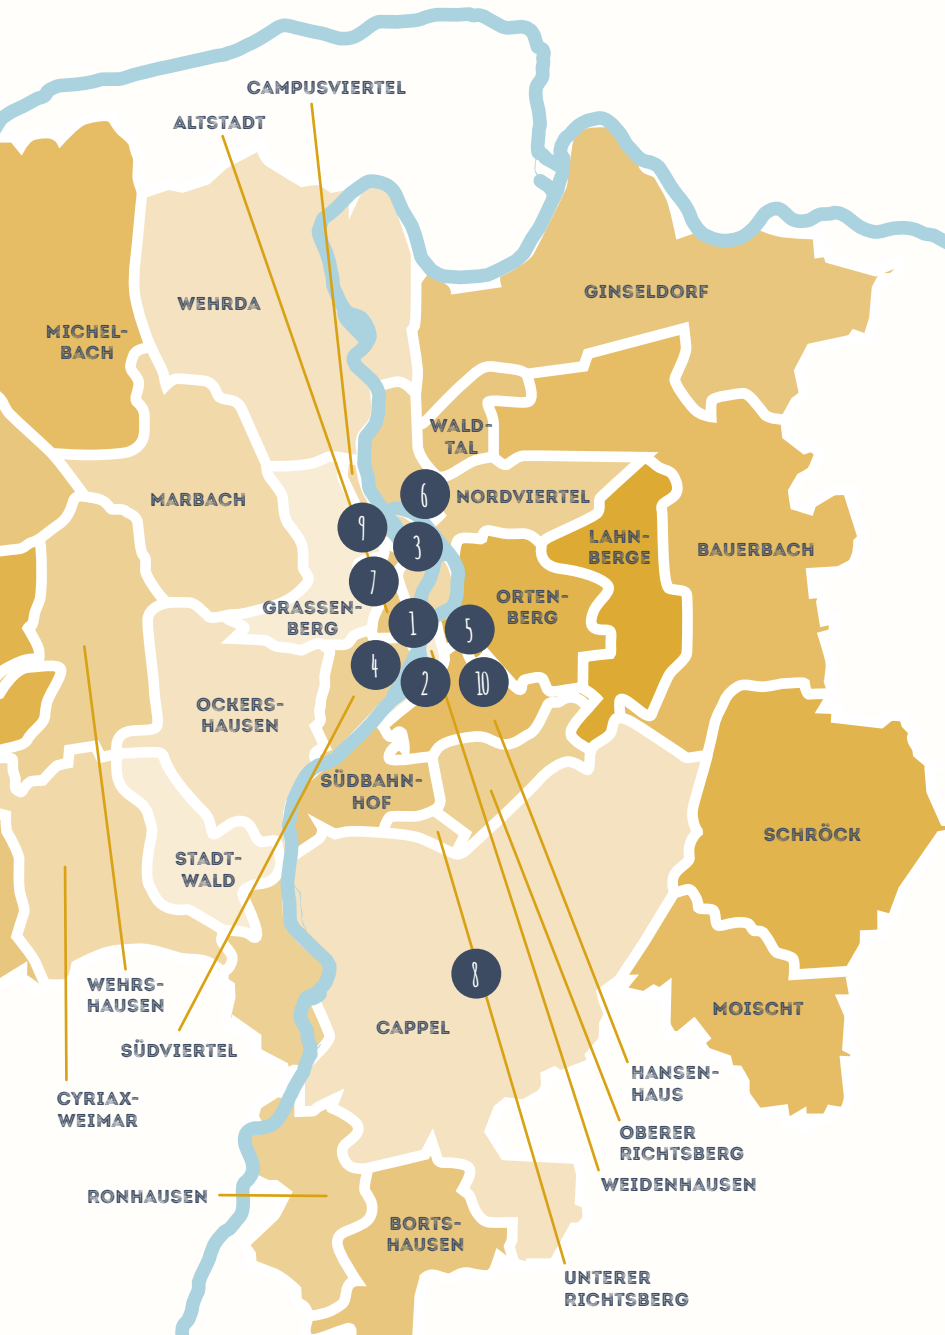 CAMPUSVIERTEL
ALTSTADT
GINSELDORF
WEHRDA
MICHEL-
BACH
WALD-
TAL
6
NORDVIERTEL
MARBACH
9
3
LAHN-
BERGE
BAUERBACH
7
ORTEN-
BERG
GRASSEN-
BERG
1
5
4
2
10
OCKERS-
HAUSEN
SÜDBAHN-
HOF
SCHRÖCK
STADT-
WALD
8
WEHRS-
HAUSEN
MOISCHT
CAPPEL
SÜDVIERTEL
HANSEN-
HAUS
CYRIAX-
WEIMAR
OBERER
RICHTSBERG
WEIDENHAUSEN
RONHAUSEN
BORTS-
HAUSEN
UNTERER
RICHTSBERG